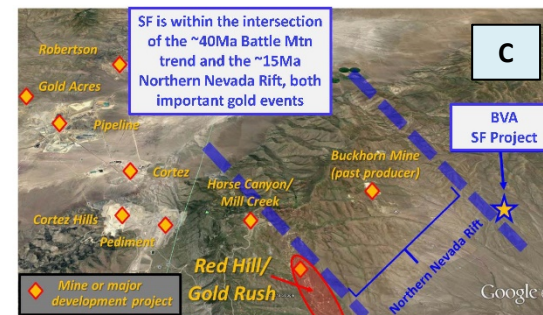 SF is within the intersection
of the ~40Ma Battle Mtn
trend and the ~15Ma
Northern Nevada Rift, both
important gold events
C
Robertson
Gold Acres
Pipeline
BVA
SF Project
Buckhorn Mine
(past producer)
Cortez
Horse Canyon/
Mill Creek
Cortez Hills
Pediment
Northern Nevada Rift
Red Hill/
Gold Rush
Mine or major
development project
Google